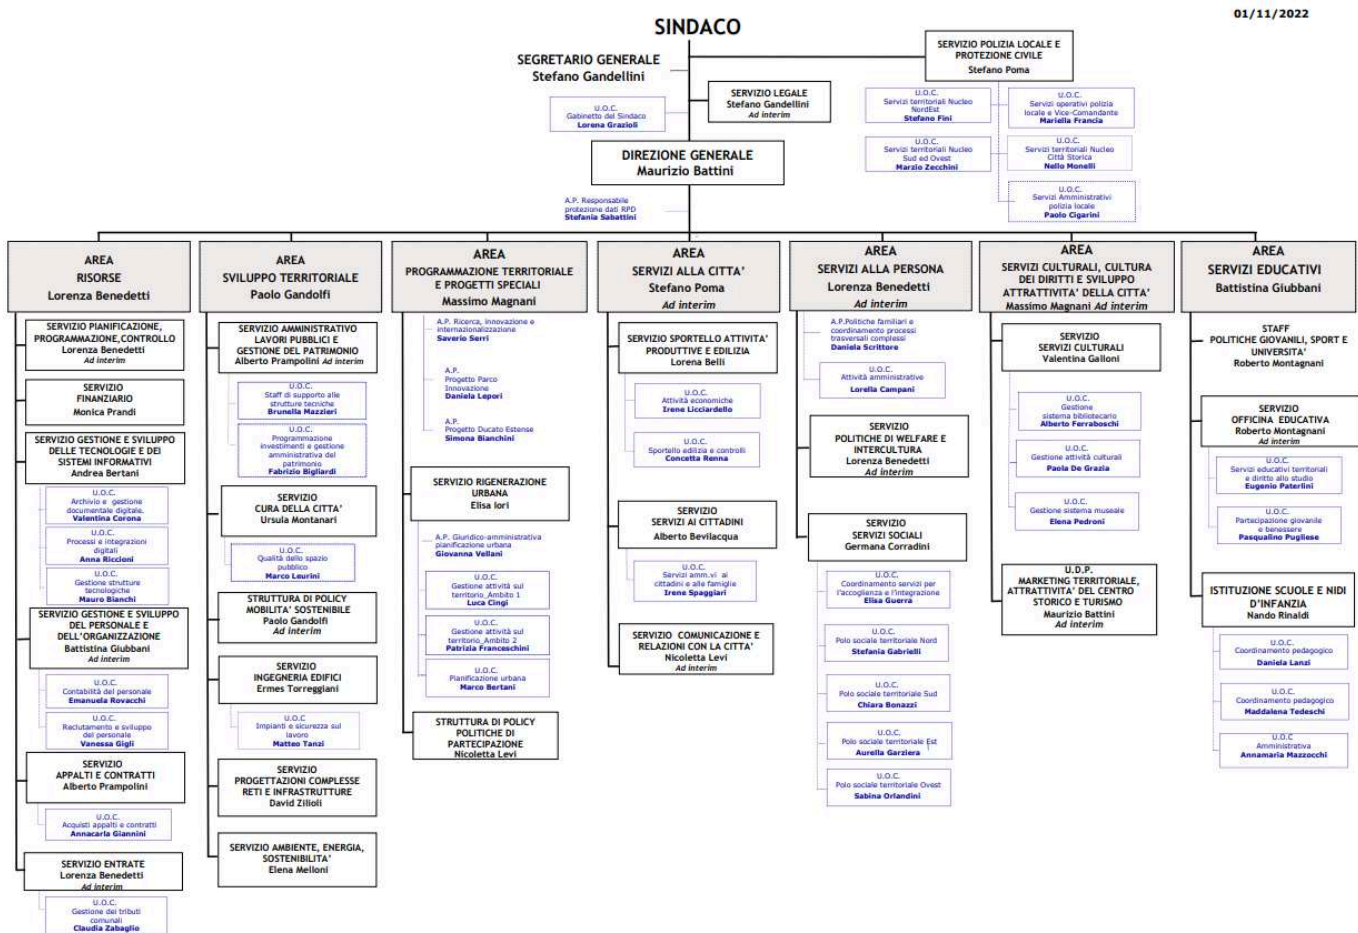 01/11/2022
SINDACO
SEGRETARIO GENERALE
Stefano Gandellini
SERVIZIO POLIZIA LOCALE E
PROTEZIONE CIVILE
Stefano Poma
SERVIZIO LEGALE
Stefano Gandellini
Ad interim
U.O.C.
Gabinetto del Sindaco
Lorena Grazioli
U.O.C.
Servizi territoriali Nucleo
NordEst
Stefano Fini
U.O.C.
Servizi operativi polizia
locale e Vice-Comandante
Mariella Francia
U.O.C.
Servizi territoriali Nucleo
Sud ed Ovest
Marzio Zecchini
U.O.C.
Servizi territoriali Nucleo
Città Storica
Nello Monelli
U.O.C.
Servizi Amministrativi
polizia locale
Paolo Cigarini
DIREZIONE GENERALE
Maurizio Battini
A.P. Responsabile
protezione dati RPD
Stefania Sabattini
AREA
RISORSE
Lorenza Benedetti
SERVIZIO PIANIFICAZIONE,
PROGRAMMAZIONE,CONTROLLO
Lorenza Benedetti
Ad interim
SERVIZIO
FINANZIARIO
Monica Prandi
SERVIZIO GESTIONE E SVILUPPO
DELLE TECNOLOGIE E DEI
SISTEMI INFORMATIVI
Andrea Bertani
U.O.C.
Archivio e gestione
documentale digitale.
Valentina Corona
U.O.C.
Processi e integrazioni
digitali
Anna Riccioni
U.O.C.
Gestione strutture
tecnologiche
Mauro Bianchi
SERVIZIO GESTIONE E SVILUPPO
DEL PERSONALE E
DELL'ORGANIZZAZIONE
Battistina Giubbani
Ad interim
U.O.C.
Contabilità del personale
Emanuela Rovacchi
U.O.C.
Reclutamento e sviluppo
del personale
Vanessa Gigli
SERVIZIO
APPALTI E CONTRATTI
Alberto Prampolini
U.O.C.
Acquisti appalti e contratti
Annacarla Giannini
SERVIZIO ENTRATE
Lorenza Benedetti
Ad interim
U.O.C.
Gestione dei tributi
comunali
Claudia Zabaglio
AREA
SVILUPPO TERRITORIALE
Paolo Gandolfi
SERVIZIO AMMINISTRATIVO
LAVORI PUBBLICI E
GESTIONE DEL PATRIMONIO
Alberto Prampolini Ad interim
U.O.C.
Staff di supporto alle
strutture tecniche
Brunella Mazzieri
U.O.C.
Programmazione
investimenti e gestione
amministrativa del
patrimonio
Fabrizio Bigliardi
SERVIZIO
CURA DELLA CITTA'
Ursula Montanari
U.O.C.
Qualità dello spazio
pubblico
Marco Leurini
STRUTTURA DI POLICY
MOBILITA' SOSTENIBILE
Paolo Gandolfi
Ad interim
SERVIZIO
INGEGNERIA EDIFICI
Ermes Torreggiani
U.O.C
Impianti e sicurezza sul
lavoro
Matteo Tanzi
SERVIZIO
PROGETTAZIONI COMPLESSE
RETI E INFRASTRUTTURE
David Zilioli
SERVIZIO AMBIENTE, ENERGIA,
SOSTENIBILITA'
Elena Melloni
AREA
PROGRAMMAZIONE TERRITORIALE
E PROGETTI SPECIALI
Massimo Magnani
A.P. Ricerca, innovazione e
internazionalizzazione
Saverio Serri
A.P.
Progetto Parco
Innovazione
Daniela Lepori
A.P.
Progetto Ducato Estense
Simona Bianchini
SERVIZIO RIGENERAZIONE
URBANA
Elisa Iori
A.P. Giuridico-amministrativa
pianificazione urbana
Giovanna Vellani
U.O.C.
Gestione attività sul
territorio_Ambito 1
Luca Cingi
U.O.C.
Gestione attività sul
territorio_Ambito 2
Patrizia Franceschini
U.O.C.
Pianificazione urbana
Marco Bertani
STRUTTURA DI POLICY
POLITICHE DI
PARTECIPAZIONE
Nicoletta Levi
AREA
SERVIZI ALLA CITTA'
Stefano Poma
Ad interim
SERVIZIO SPORTELLO ATTIVITA'
PRODUTTIVE E EDILIZIA
Lorena Belli
U.O.C.
Attività economiche
Irene Licciardello
U.O.C.
Sportello edilizia e controlli
Concetta Renna
SERVIZIO
SERVIZI AI CITTADINI
Alberto Bevilacqua
U.O.C.
Servizi amm.vi ai
cittadini e alle famiglie
Irene Spaggiari
SERVIZIO COMUNICAZIONE E
RELAZIONI CON LA CITTA'
Nicoletta Levi
Ad interim
AREA
SERVIZI ALLA PERSONA
Lorenza Benedetti
Ad interim
A.P.Politiche familiari e
coordinamento processi
trasversali complessi
Daniela Scrittore
U.O.C.
Attività amministrative
Lorella Campani
SERVIZIO
POLITICHE DI WELFARE E
INTERCULTURA
Lorenza Benedetti
Ad interim
SERVIZIO
SERVIZI SOCIALI
Germana Corradini
U.O.C.
Coordinamento servizi per
l'accoglienza e l'integrazione
Elisa Guerra
U.O.C.
Polo sociale territoriale Nord
Stefania Gabrielli
U.O.C.
Polo sociale territoriale Sud
Chiara Bonazzi
U.O.C.
Polo sociale territoriale Est
Aurella Garziera
U.O.C.
Polo sociale territoriale Ovest
Sabina Orlandini
AREA
SERVIZI CULTURALI, CULTURA
DEI DIRITTI E SVILUPPO
ATTRATTIVITA' DELLA CITTA'
Massimo Magnani Ad interim
SERVIZIO
SERVIZI CULTURALI
Valentina Galloni
U.O.C.
Gestione
sistema bibliotecario
Alberto Ferraboschi
U.O.C.
Gestione attività culturali
Paola De Grazia
U.O.C.
Gestione sistema museale
Elena Pedroni
U.D.P.
MARKETING TERRITORIALE,
ATTRATTIVITA' DEL CENTRO
STORICO E TURISMO
Maurizio Battini
Ad interim
AREA
SERVIZI EDUCATIVI
Battistina Giubbani
STAFF
POLITICHE GIOVANILI, SPORT E
UNIVERSITA'
Roberto Montagnani
SERVIZIO
OFFICINA EDUCATIVA
Roberto Montagnani
Ad interim
U.O.C.
Servizi educativi territoriali
e diritto allo studio
Eugenio Paterlini
U.O.C.
Partecipazione giovanile
e benessere
Pasqualino Pugliese
ISTITUZIONE SCUOLE E NIDI
D'INFANZIA
Nando Rinaldi
U.O.C.
Coordinamento pedagogico
Daniela Lanzi
U.O.C.
Coordinamento pedagogico
Maddalena Tedeschi
U.O.C
Amministrativa
Annamaria Mazzocchi